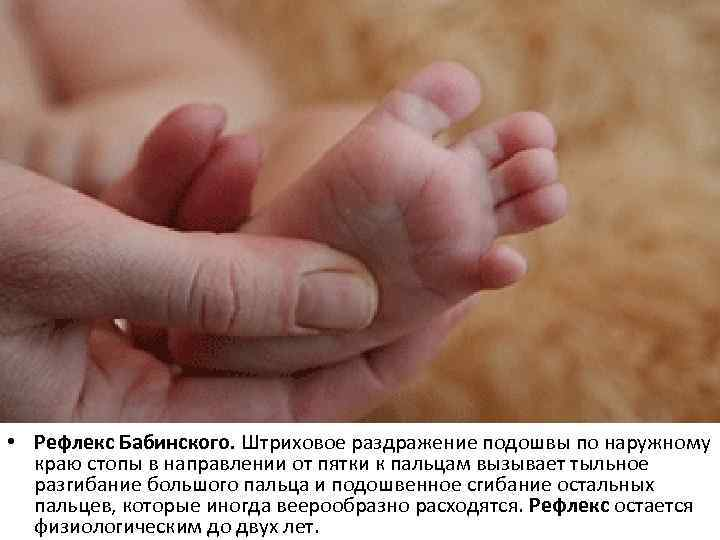 • Рефлекс Бабинского. Штриховое раздражение подошвы по наружному
краю стопы в направлении от пятки к пальцам вызывает тыльное
разгибание большого пальца и подошвенное сгибание остальных
пальцев, которые иногда веерообразно расходятся. Рефлекс остается
физиологическим до двух лет.